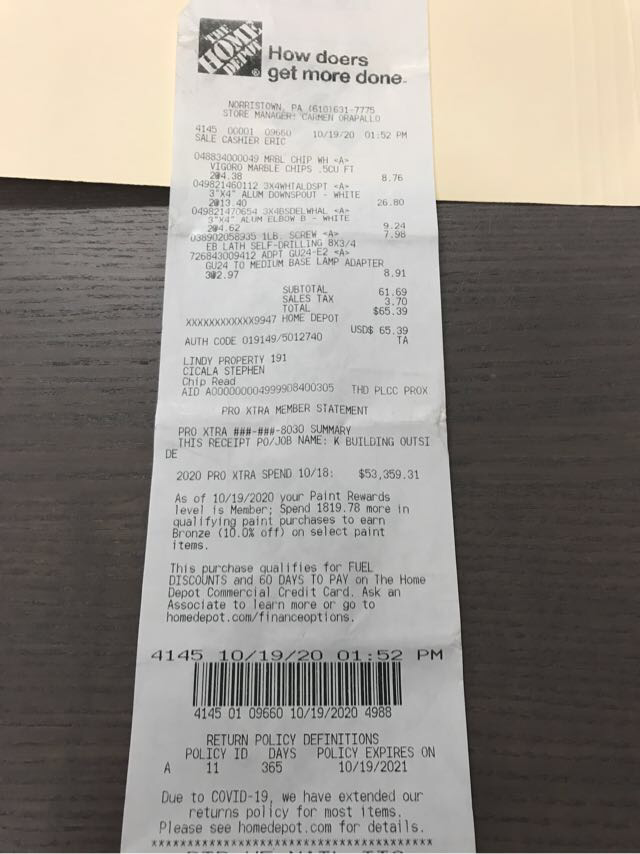 THE
HOME
DEPOT
How doers
get more done.
NORRISTOWN, PA (610)631-7775
STORE MANAGER: CARMEN ORAPALLO
4145 00001 09660 10/19/20 01:52 PM
SALE CASHIER ERIC
048834000049 MRBL CHIP WH <A>
VIGORO MARBLE CHIPS .5CU FT
2@4.38 8.76
049821460112 3X4WHTALDSPT <A>
3"X4" ALUM DOWNSPOUT - WHITE
2@13.40 26.80
049821470654 3X4BSDELWHAL <A>
3"X4" ALUM ELBOW B - WHITE
2@4.62 9.24
038902058935 1LB. SCREW <A> 7.98
EB LATH SELF-DRILLING 8X3/4
726843009412 ADPT GU24-E2 <A>
GU24 TO MEDIUM BASE LAMP ADAPTER
3@2.97 8.91
SUBTOTAL 61.69
SALES TAX 3.70
TOTAL $65.39
XXXXXXXXXXXX9947 HOME DEPOT
USD$ 65.39
AUTH CODE 019149/5012740 TA
LINDY PROPERTY 191
CICALA STEPHEN
Chip Read
AID A000000004999908400305 THD PLCC PROX
PRO XTRA MEMBER STATEMENT
PRO XTRA ###-###-8030 SUMMARY
THIS RECEIPT PO/JOB NAME: K BUILDING OUTSI
DE
2020 PRO XTRA SPEND 10/18: $53,359.31
As of 10/19/2020 your Paint Rewards
level is Member; Spend 1819.78 more in
qualifying paint purchases to earn
Bronze (10.0% off) on select paint
items.
This purchase qualifies for FUEL
DISCOUNTS and 60 DAYS TO PAY on The Home
Depot Commercial Credit Card. Ask an
Associate to learn more or go to
homedepot.com/financeoptions.
4145 10/19/20 01:52 PM
4145 01 09660 10/19/2020 4988
RETURN POLICY DEFINITIONS
POLICY ID DAYS POLICY EXPIRES ON
A 11 365 10/19/2021
Due to COVID-19, we have extended our
returns policy for most items.
Please see homedepot.com for details.
****************************************